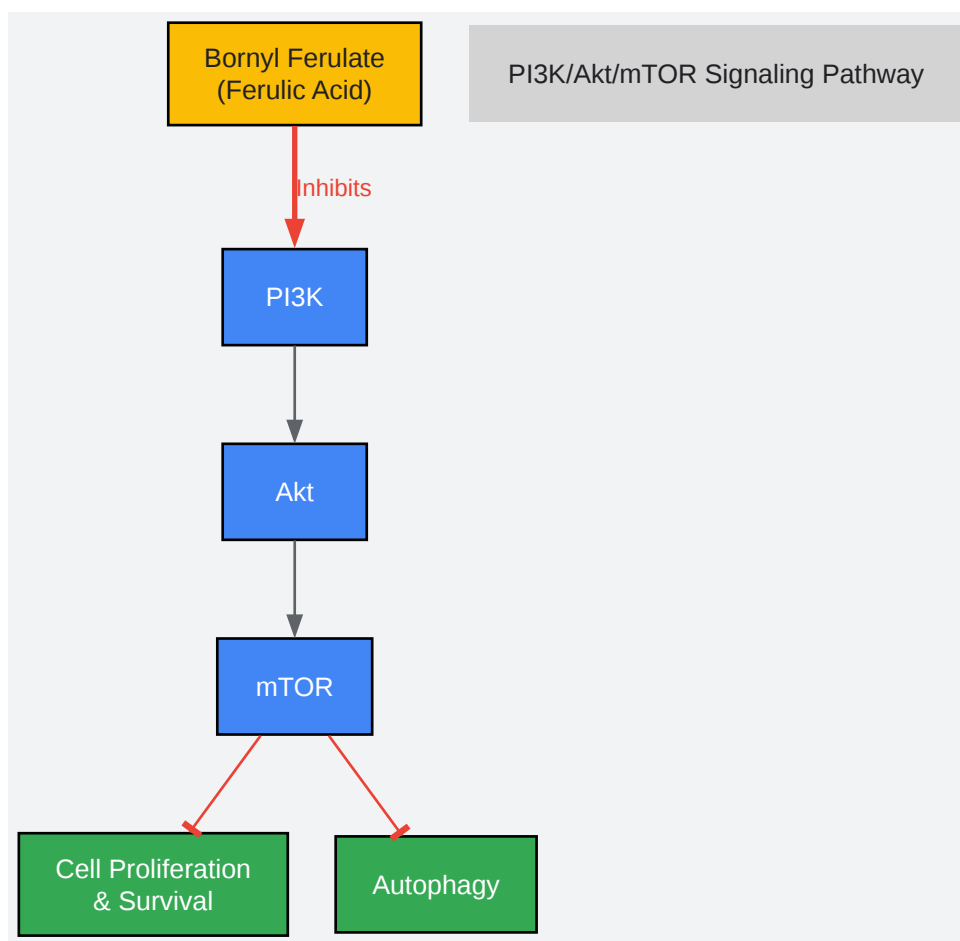 Bornyl Ferulate
(Ferulic Acid)
PI3K/Akt/mTOR Signaling Pathway
Inhibits
PI3K
Akt
mTOR
Cell Proliferation
& Survival
Autophagy